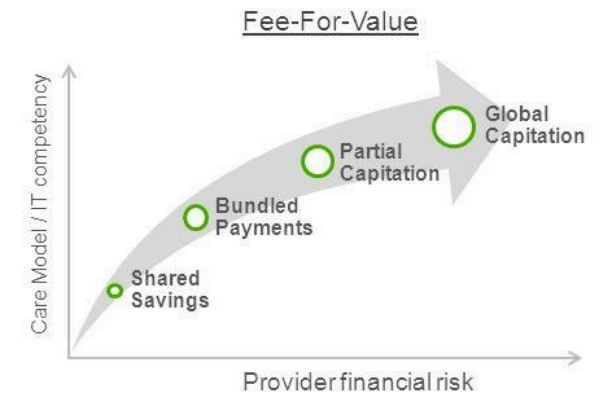 Fee-For-Value
Care Model / IT competency
Global
Capitation
Partial
Capitation
Bundled
Payments
Shared
Savings
Provider financial risk